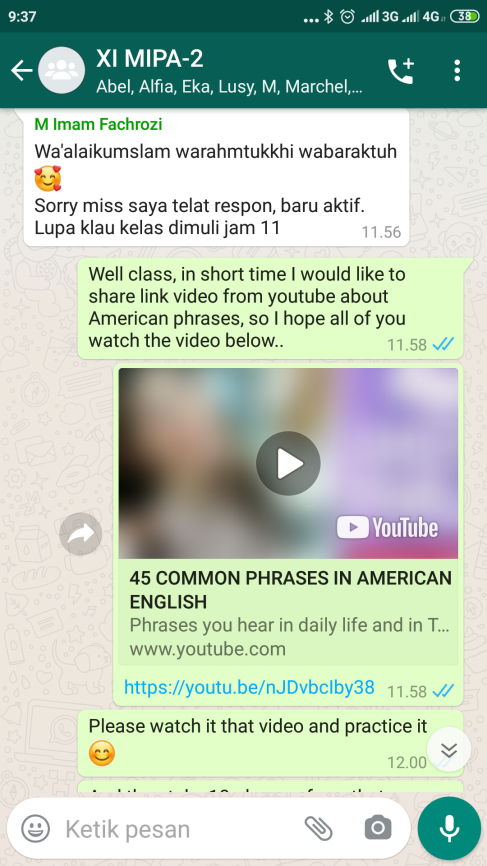 9:37
3G 4G 38
XI MIPA-2
Abel, Alfia, Eka, Lusy, M, Marchel,...
M Imam Fachrozi
Wa'alaikumslam warahmtukkhi wabaraktuh
🥰
Sorry miss saya telat respon, baru aktif.
Lupa klau kelas dimuli jam 11
11.56
Well class, in short time I would like to
share link video from youtube about
American phrases, so I hope all of you
watch the video below..
11.58
YouTube
45 COMMON PHRASES IN AMERICAN
ENGLISH
Phrases you hear in daily life and in T...
www.youtube.com
https://youtu.be/nJDvbcIby38
11.58
Please watch it that video and practice it
😊
12.00
Ketik pesan